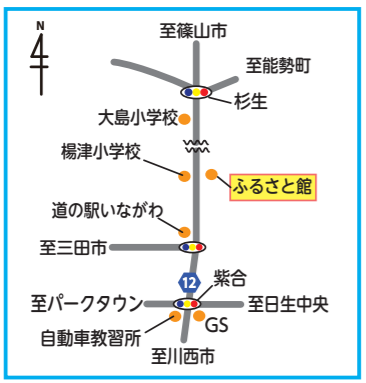 N
至篠山市
至能勢町
杉生
大島小学校
楊津小学校
ふるさと館
道の駅いながわ
至三田市
12
紫合
至パークタウン
至日生中央
自動車教習所
GS
至川西市